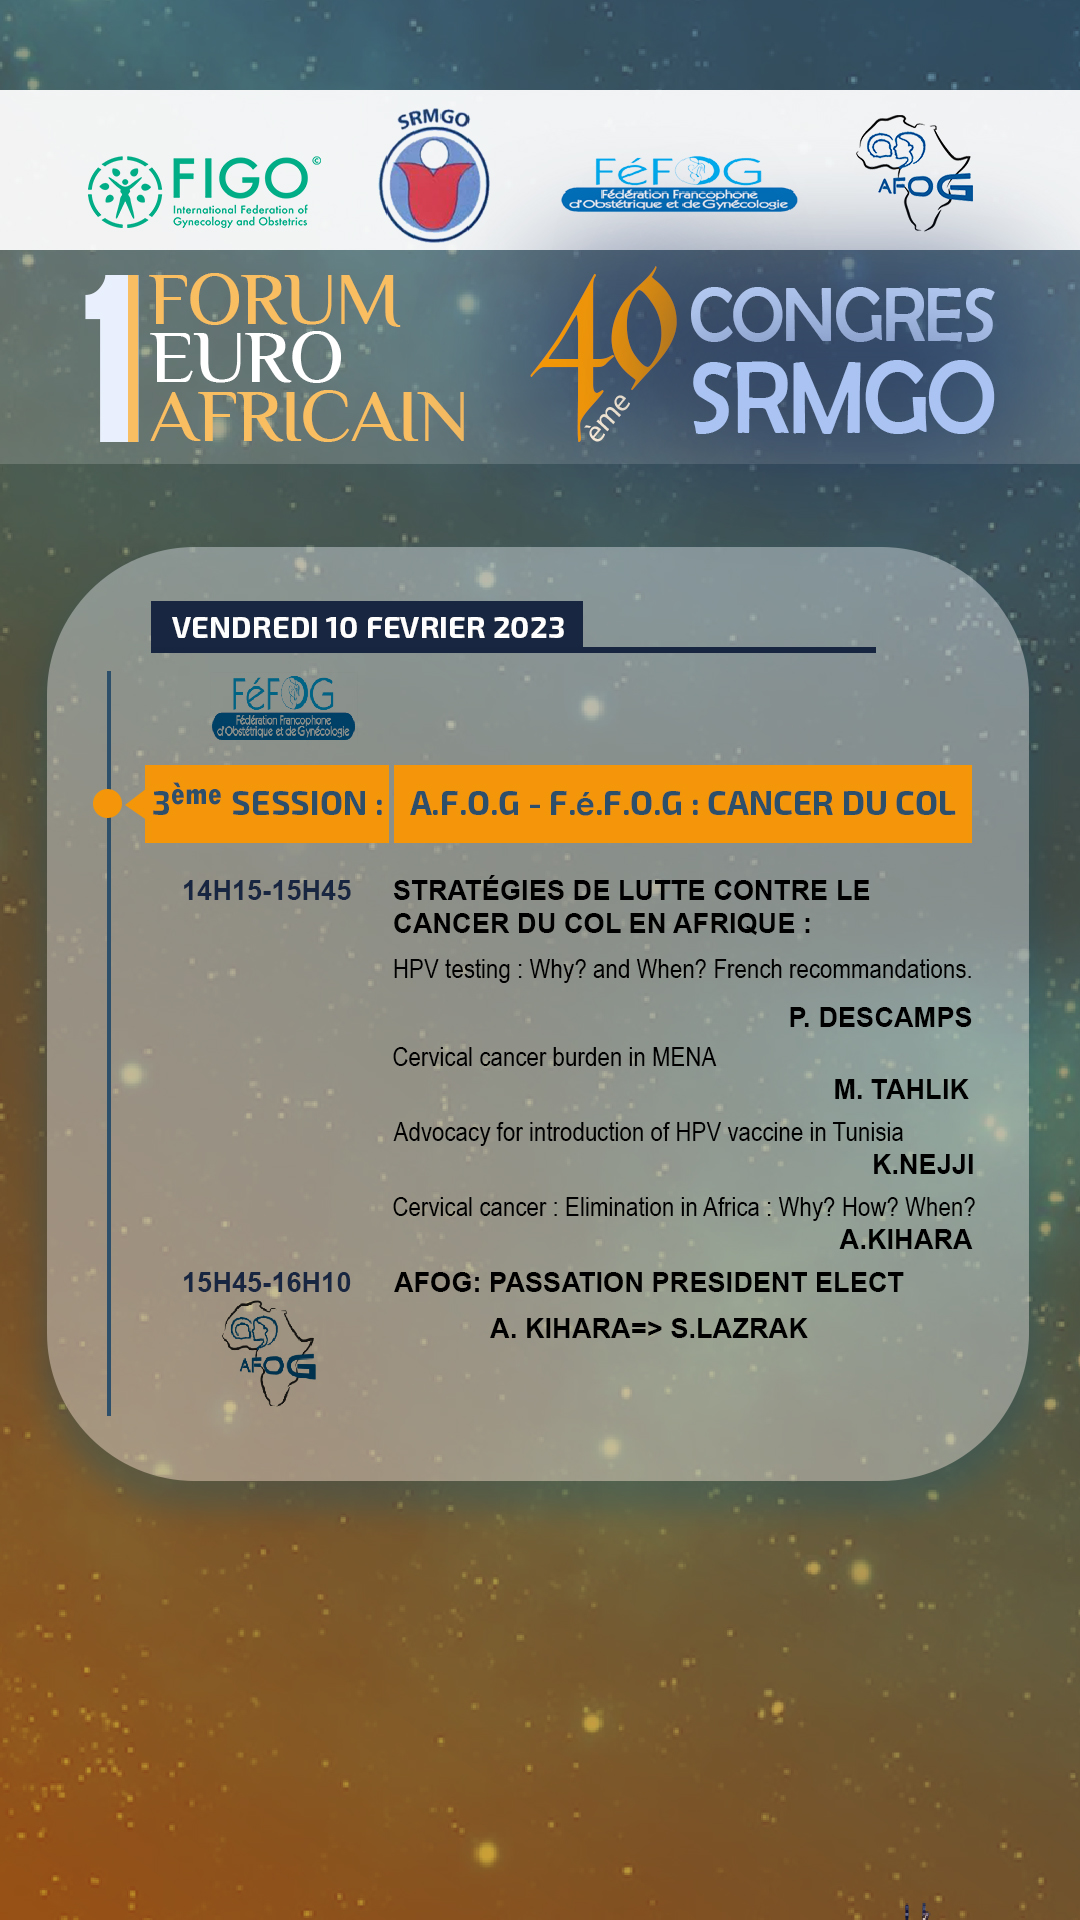 FIGO©
International Federation of
Gynecology and Obstetrics
SRMGO
FéFOG
Fédération Francophone
d'Obstétrique et de Gynécologie
AFOG
1 FORUM
EURO
AFRICAIN
40ème CONGRES
SRMGO
VENDREDI 10 FEVRIER 2023
FéFOG
Fédération Francophone
d'Obstétrique et de Gynécologie
3ème SESSION : A.F.O.G - F.é.F.O.G : CANCER DU COL
14H15-15H45 STRATÉGIES DE LUTTE CONTRE LE
CANCER DU COL EN AFRIQUE :
HPV testing : Why? and When? French recommandations.
P. DESCAMPS
Cervical cancer burden in MENA
M. TAHLIK
Advocacy for introduction of HPV vaccine in Tunisia
K.NEJJI
Cervical cancer : Elimination in Africa : Why? How? When?
A.KIHARA
15H45-16H10 AFOG: PASSATION PRESIDENT ELECT
A. KIHARA=> S.LAZRAK
AFOG